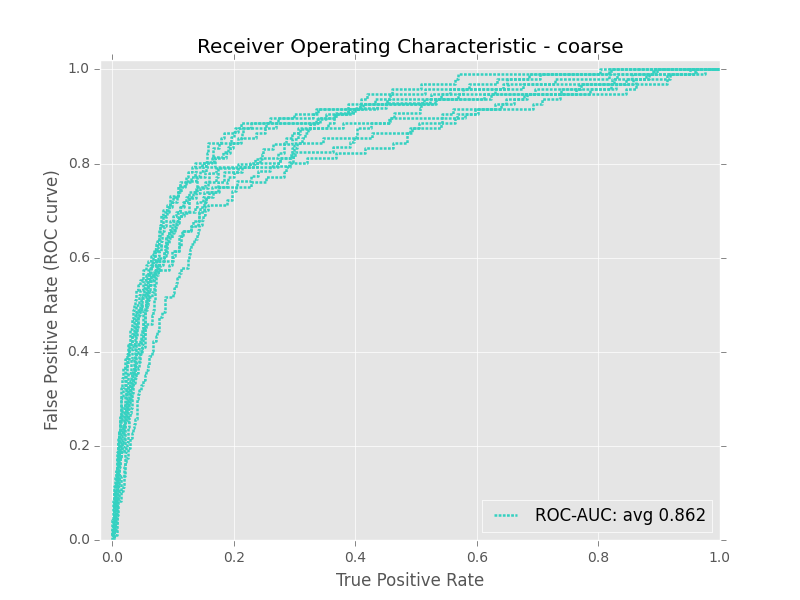 Receiver Operating Characteristic - coarse
1.0
0.8
0.6
0.4
0.2
0.0
False Positive Rate (ROC curve)
ROC-AUC: avg 0.862
0.0 0.2 0.4 0.6 0.8 1.0
True Positive Rate